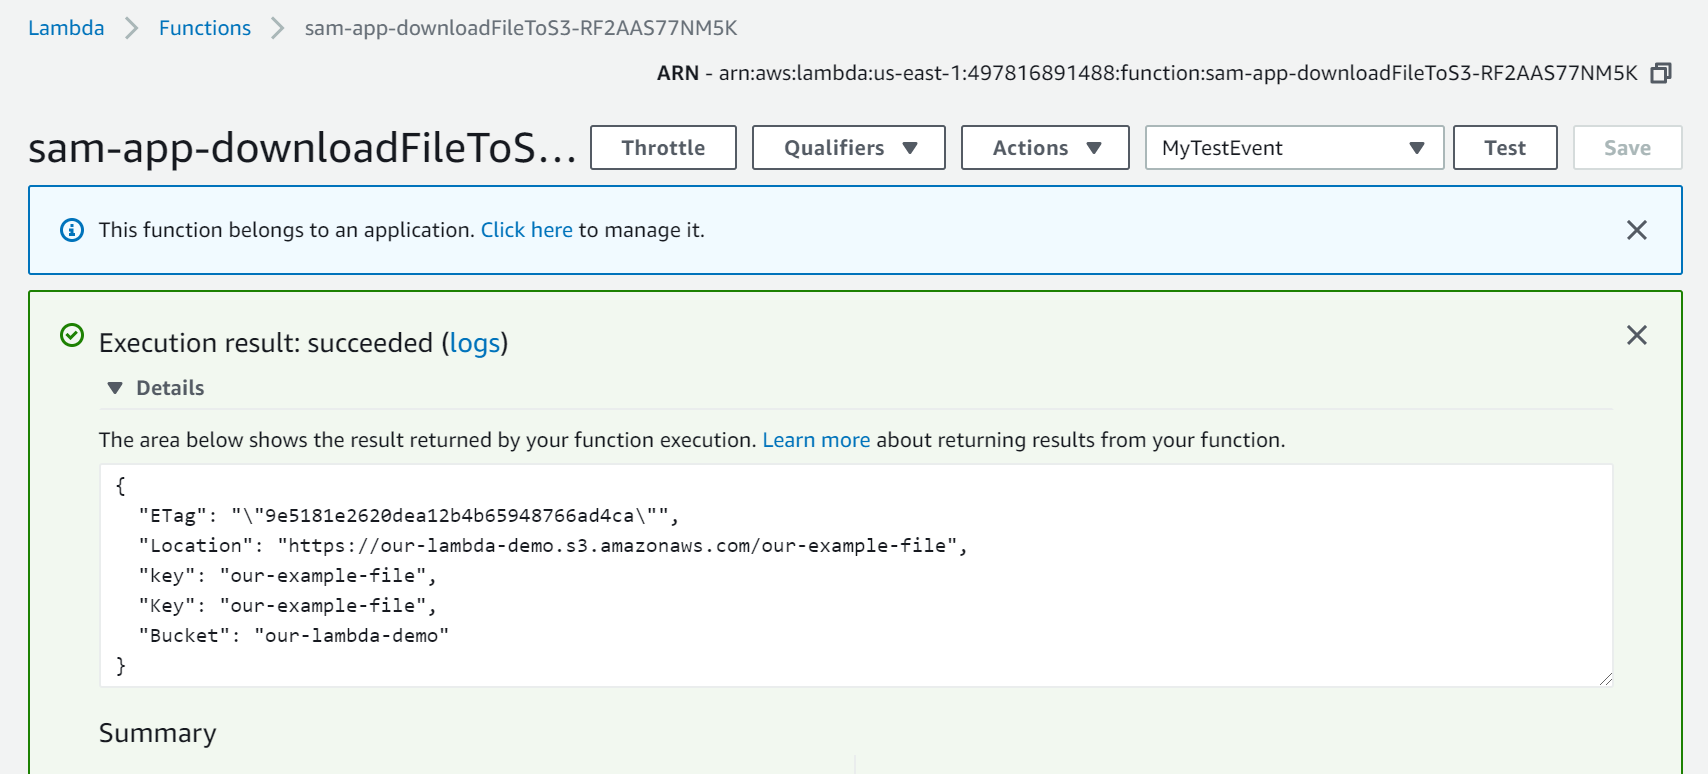 Lambda > Functions > sam-app-downloadFileToS3-RF2AAS77NM5K
ARN - arn:aws:lambda:us-east-1:497816891488:function:sam-app-downloadFileToS3-RF2AAS77NM5K
sam-app-downloadFileToS... Throttle Qualifiers Actions MyTestEvent Test Save
This function belongs to an application. Click here to manage it.
Execution result: succeeded (logs)
Details
The area below shows the result returned by your function execution. Learn more about returning results from your function.
{
  "ETag": "\"9e5181e2620dea12b4b65948766ad4ca\"",
  "Location": "https://our-lambda-demo.s3.amazonaws.com/our-example-file",
  "key": "our-example-file",
  "Key": "our-example-file",
  "Bucket": "our-lambda-demo"
}
Summary